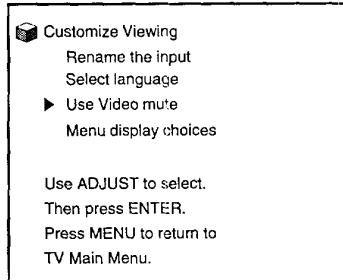 Customize Viewing
Rename the input
Select language
Use Video mute
Menu display choices
Use ADJUST to select.
Then press ENTER.
Press MENU to return to
TV Main Menu.